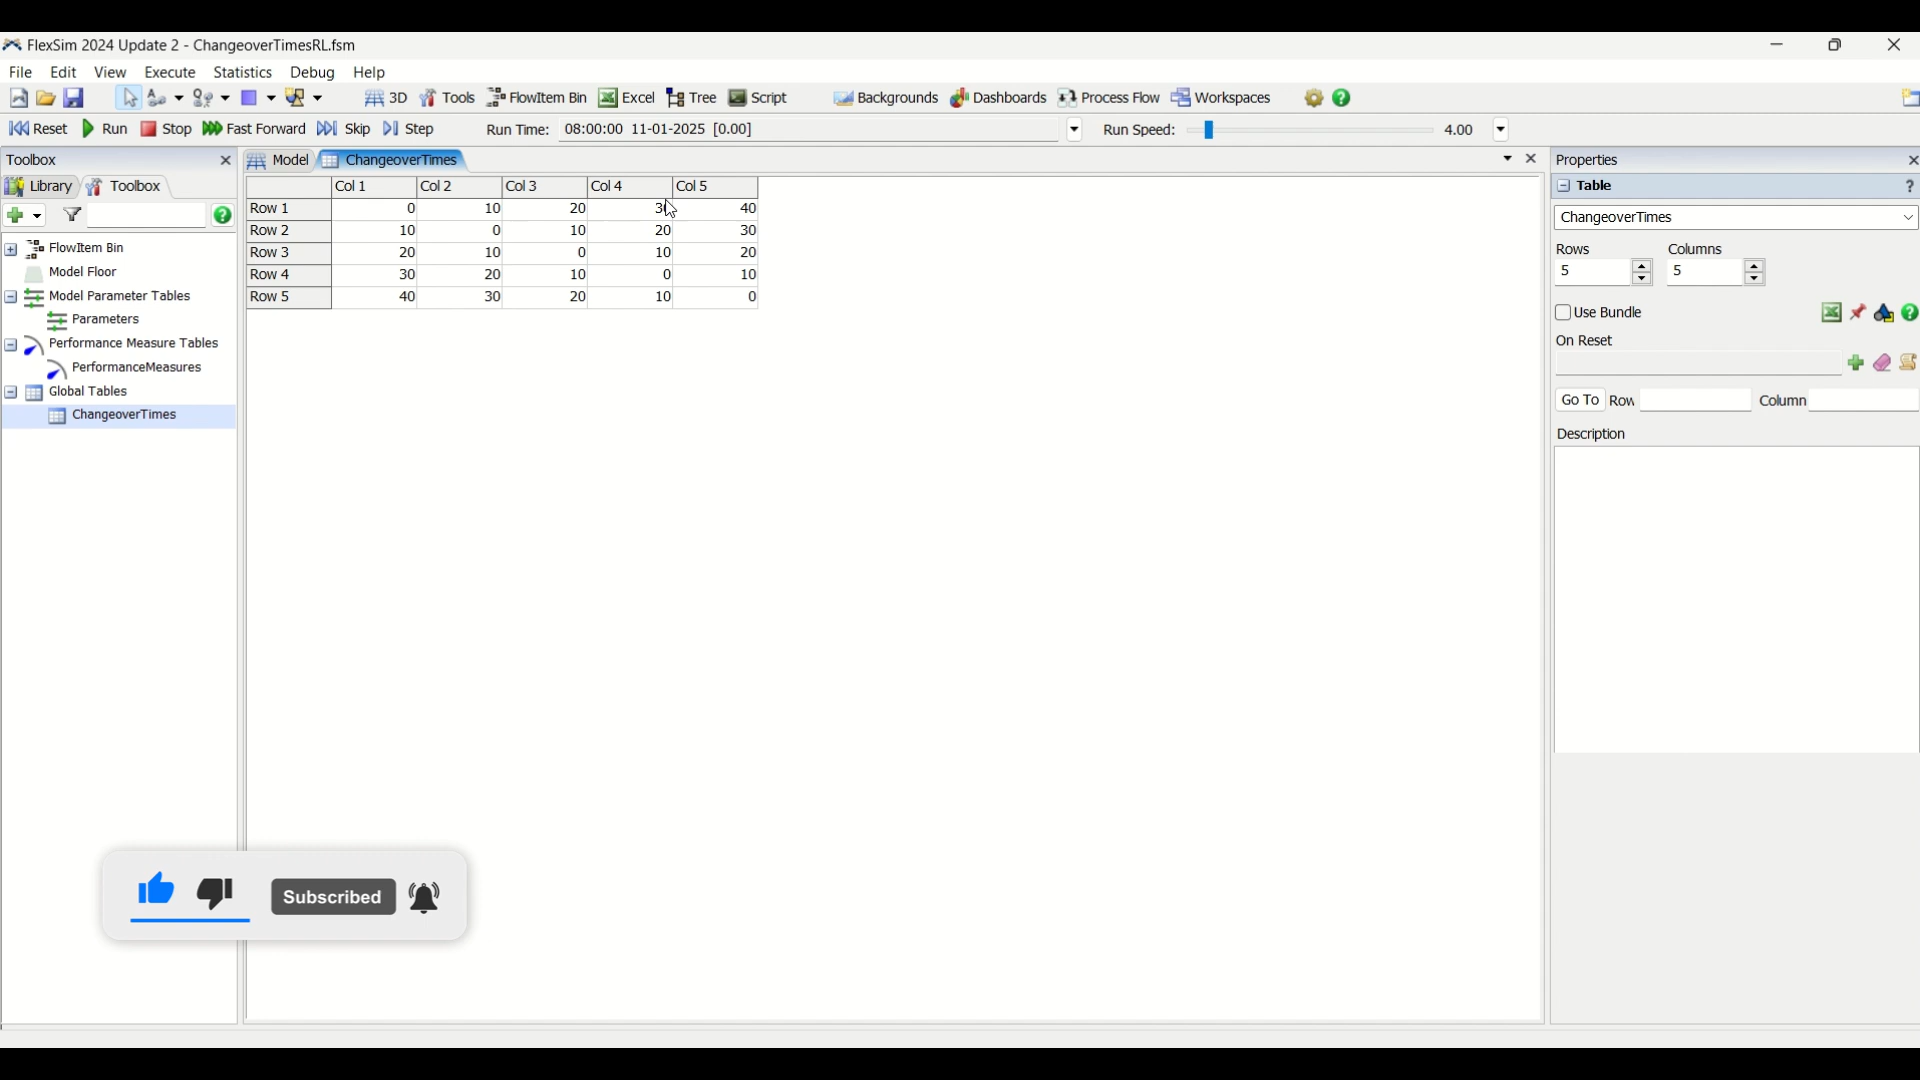 FlexSim 2024 Update 2 - ChangeoverTimesRL.fsm
File Edit View Execute Statistics Debug Help
3D Tools FlowItem Bin Excel Tree Script Backgrounds Dashboards Process Flow Workspaces
Reset Run Stop Fast Forward Skip Step Run Time: 08:00:00 11-01-2025 [0.00] Run Speed: 4.00
Toolbox
Library Toolbox
FlowItem Bin
Model Floor
Model Parameter Tables
Parameters
Performance Measure Tables
PerformanceMeasures
Global Tables
ChangeoverTimes
Model ChangeoverTimes
Col 1 Col 2 Col 3 Col 4 Col 5
Row 1 0 10 20 30 40
Row 2 10 0 10 20 30
Row 3 20 10 0 10 20
Row 4 30 20 10 0 10
Row 5 40 30 20 10 0
Properties
Table
ChangeoverTimes
Rows Columns
5 5
Use Bundle
On Reset
Go To Row Column
Description
Subscribed